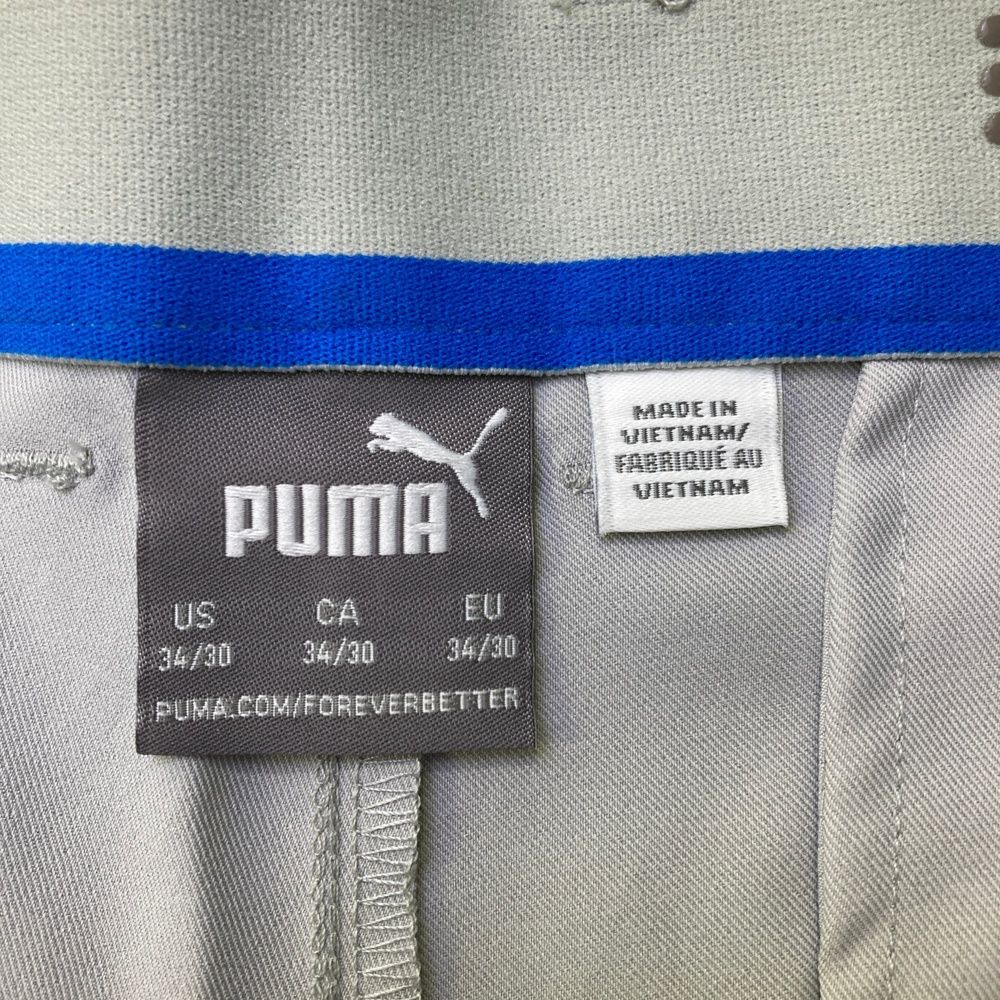 PUMA
US CA EU
34/30 34/30 34/30
PUMA.COM/FOREVERBETTER
MADE IN
VIETNAM/
FABRIQUÉ AU
VIETNAM